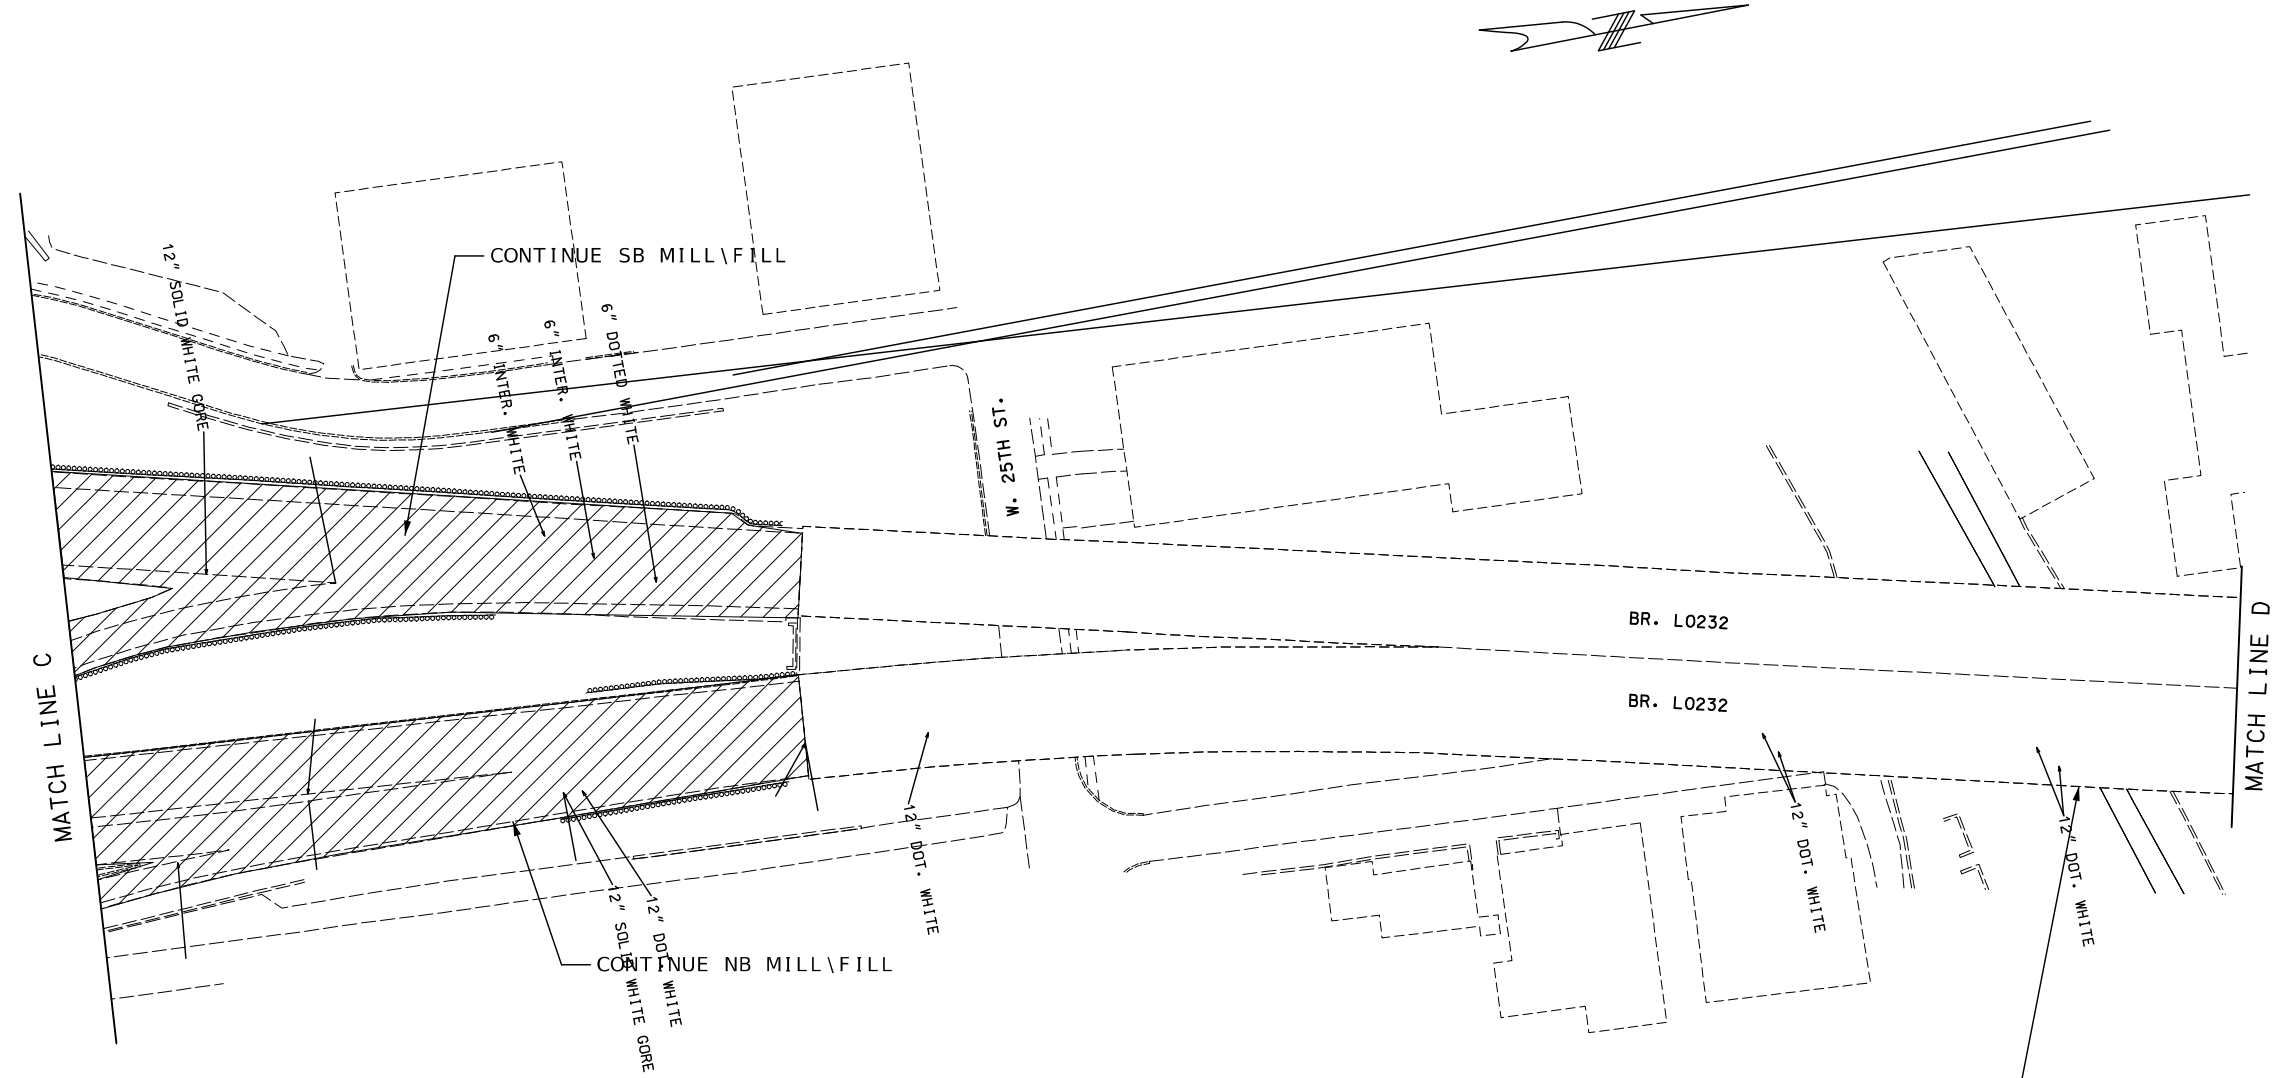 12" SOLID WHITE GORE
CONTINUE SB MILL\FILL
6" INTER. WHITE
6" INTER. WHITE
6" DOTTED WHITE
W. 25TH ST.
MATCH LINE C
BR. L0232
BR. L0232
MATCH LINE D
12" DOT. WHITE
12" DOT. WHITE
12" DOT. WHITE
12" SOLID WHITE GORE
12" DOT. WHITE
CONTINUE NB MILL\FILL